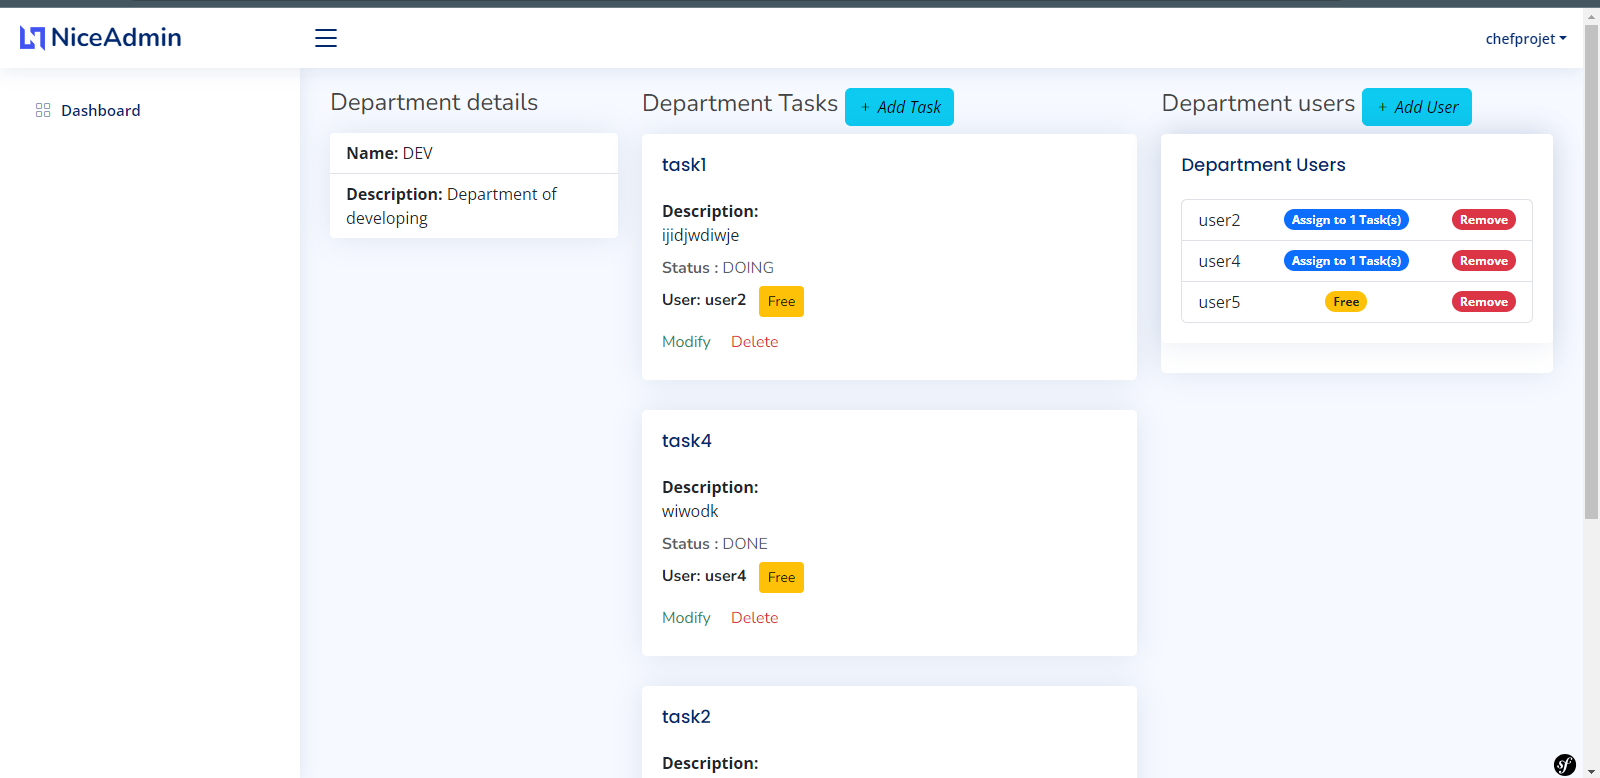 NiceAdmin
chefprojet
Dashboard
Department details
Name: DEV
Description: Department of
developing
Department Tasks
+ Add Task
task1
Description:
ijidjwdiwje
Status : DOING
User: user2 Free
Modify Delete
task4
Description:
wiwodk
Status : DONE
User: user4 Free
Modify Delete
task2
Description:
Department users
+ Add User
Department Users
user2 Assign to 1 Task(s) Remove
user4 Assign to 1 Task(s) Remove
user5 Free Remove
sf